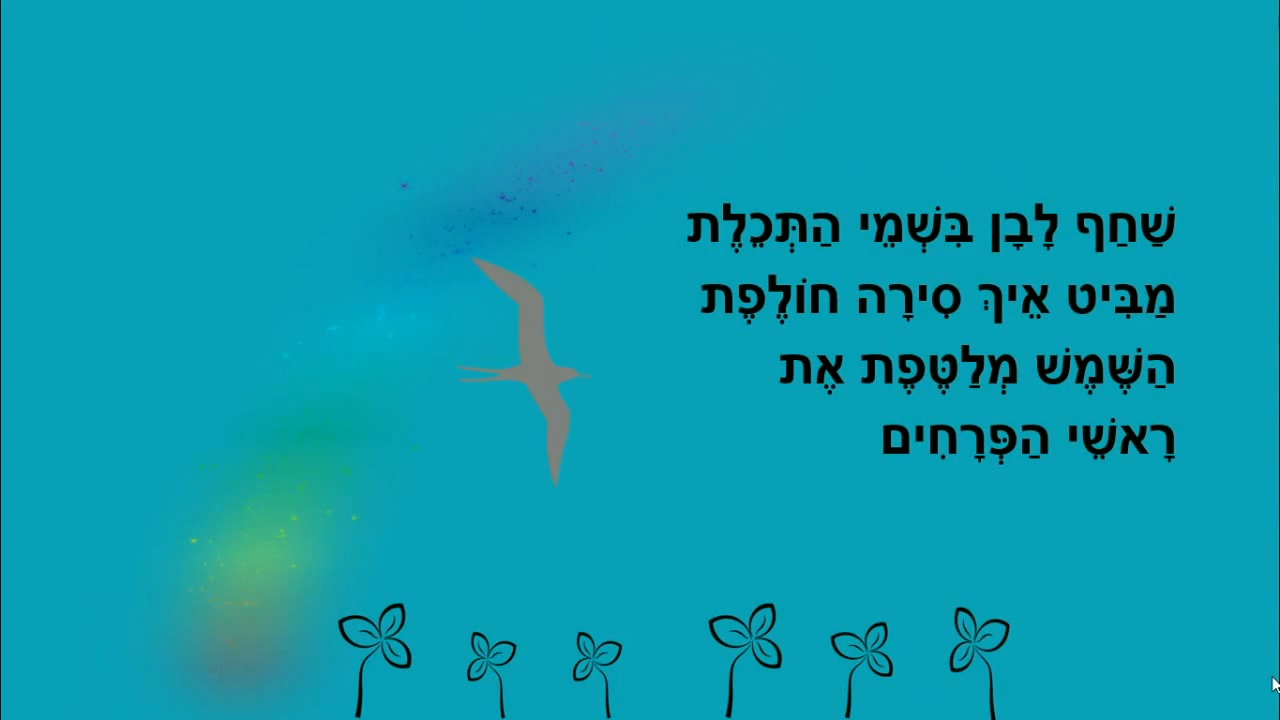 שַׁחַף לָבָן בִּשְׁמֵי הַתְּכֵלֶת
מַבִּיט אֵיךְ סִירָה חוֹלֶפֶת
הַשֶּׁמֶשׁ מְלַטֶּפֶת אֶת
רָאשֵׁי הַפְּרָחִים